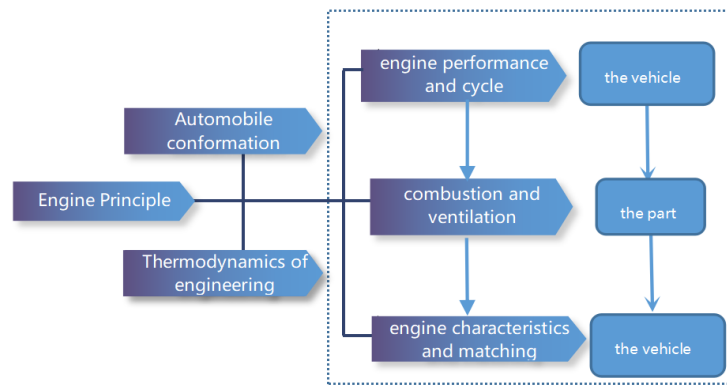 engine performance
and cycle
the vehicle
Automobile
conformation
Engine Principle
combustion and
ventilation
the part
Thermodynamics of
engineering
engine characteristics
and matching
the vehicle